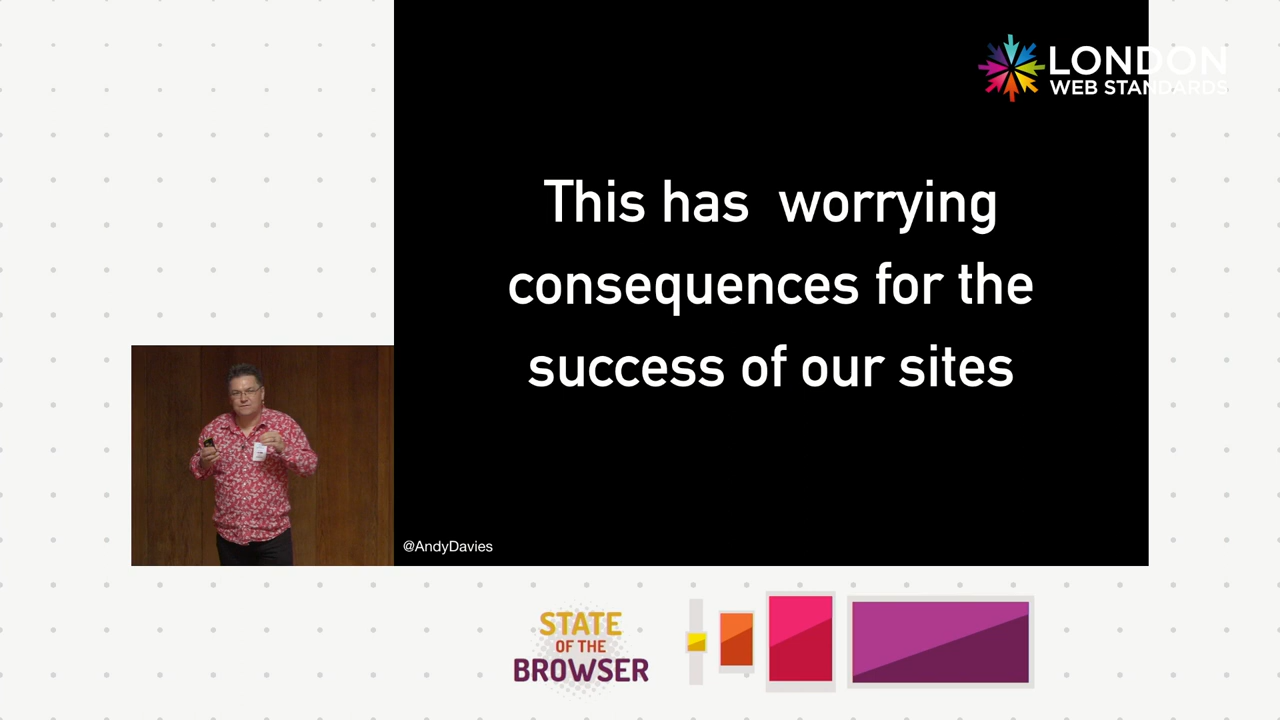 LONDON
WEB STANDARDS
This has  worrying
consequences for the
success of our sites
@AndyDavies
STATE
OF THE
BROWSER